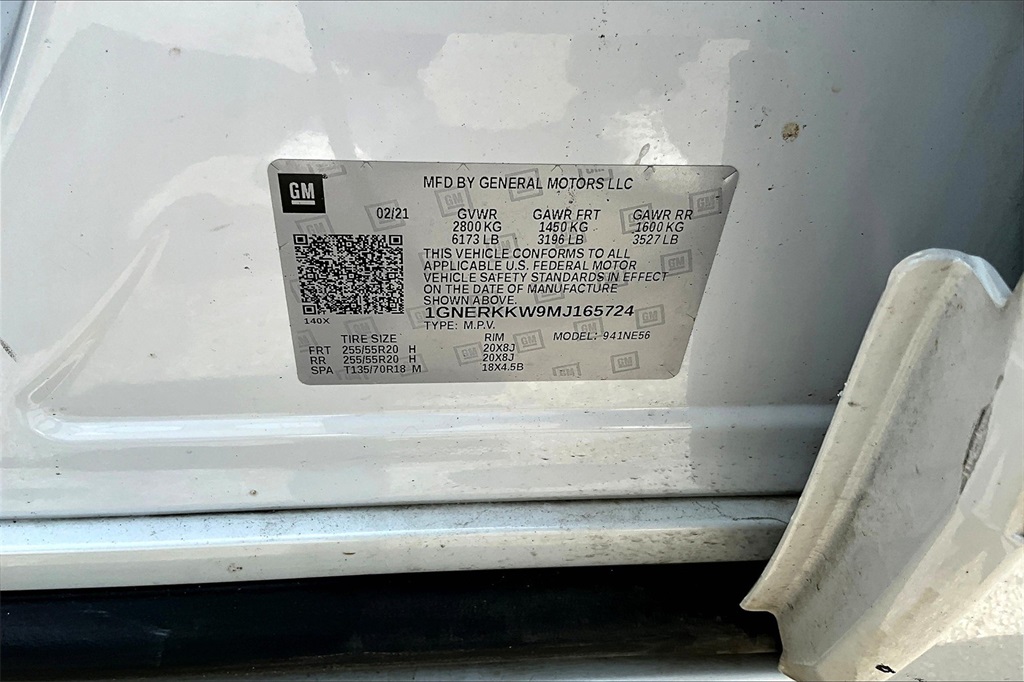 GM
MFD BY GENERAL MOTORS LLC
02/21 GVWR GAWR FRT GAWR RR
2800 KG 1450 KG 1600 KG
6173 LB 3196 LB 3527 LB
THIS VEHICLE CONFORMS TO ALL
APPLICABLE U.S. FEDERAL MOTOR
VEHICLE SAFETY STANDARDS IN EFFECT
ON THE DATE OF MANUFACTURE
SHOWN ABOVE.
140X
1GNERKKW9MJ165724
TYPE: M.P.V. MODEL: 941NE56
TIRE SIZE RIM
FRT 255/55R20 H 20X8J
RR 255/55R20 H 20X8J
SPA T135/70R18 M 18X4.5B